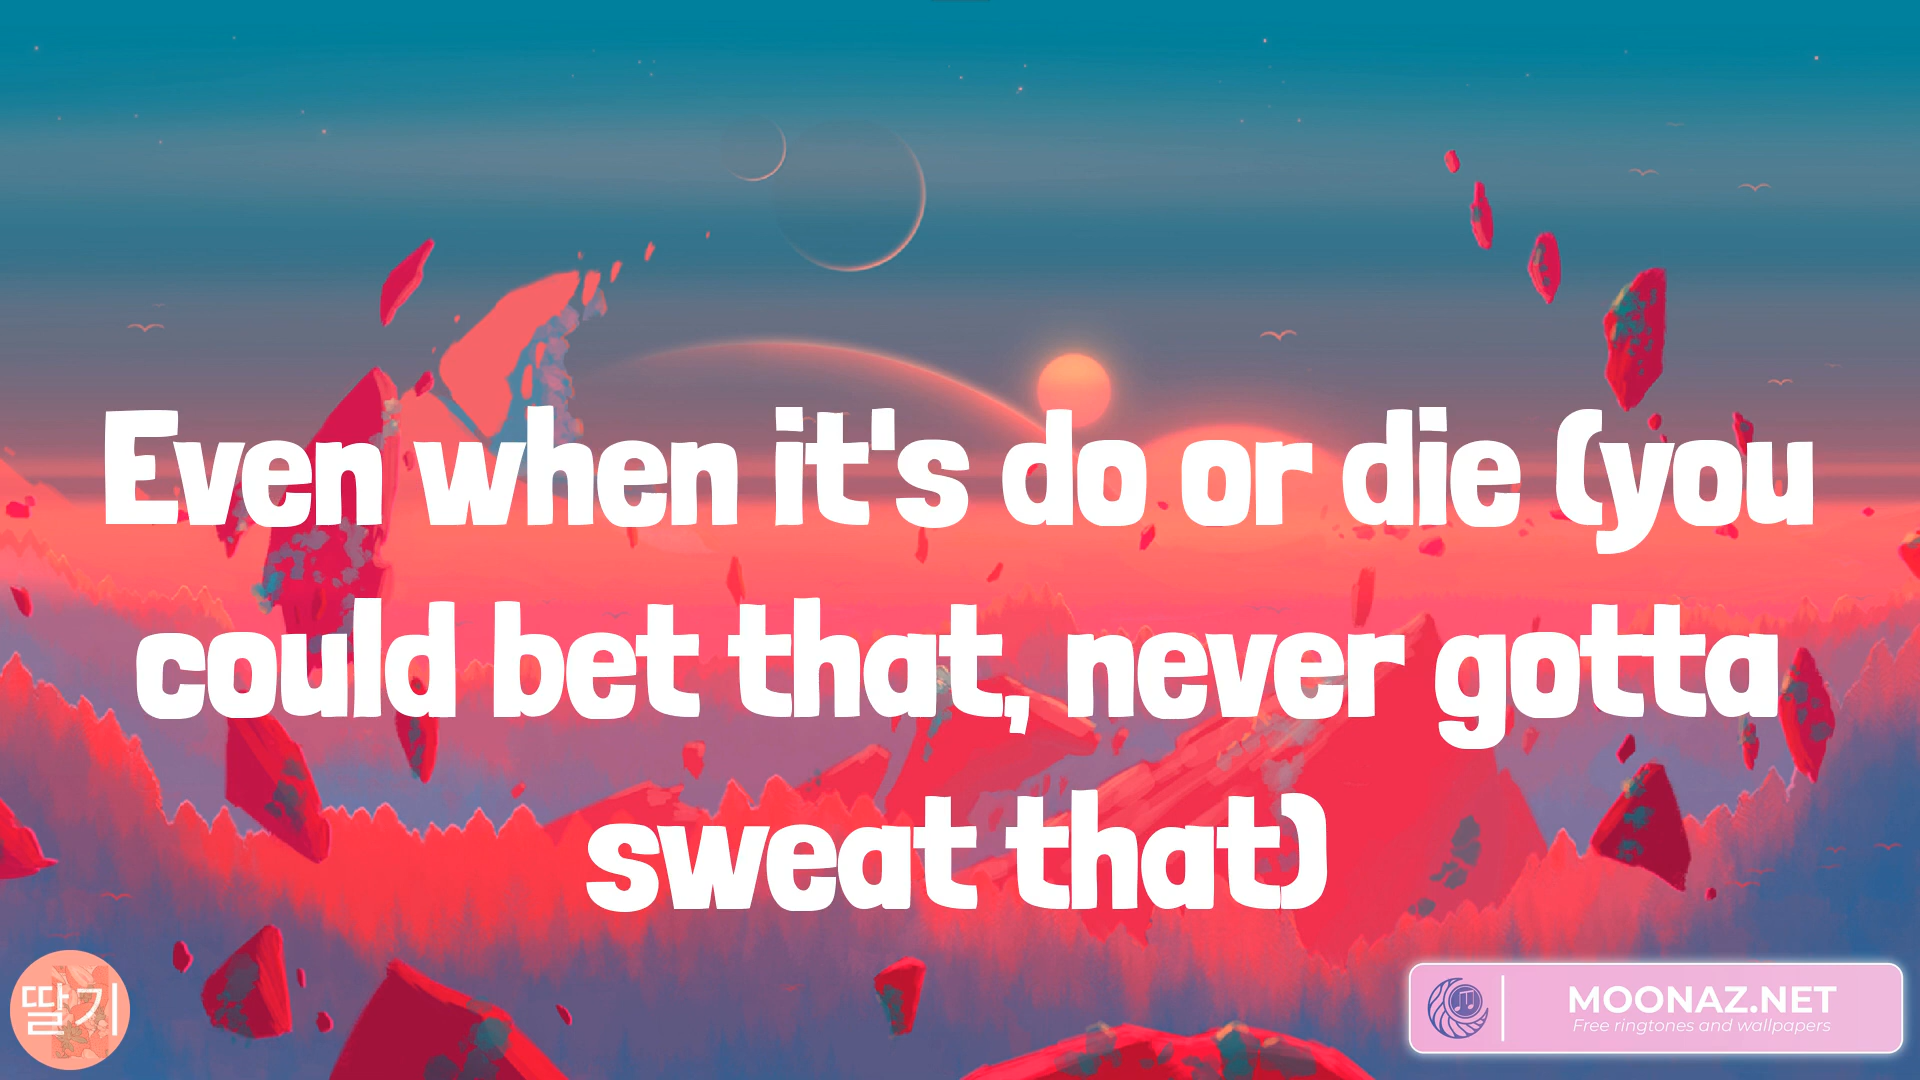 Even when it's do or die (you
could bet that, never gotta
sweat that)
딸기
MOONAZ.NET
Free ringtones and wallpapers